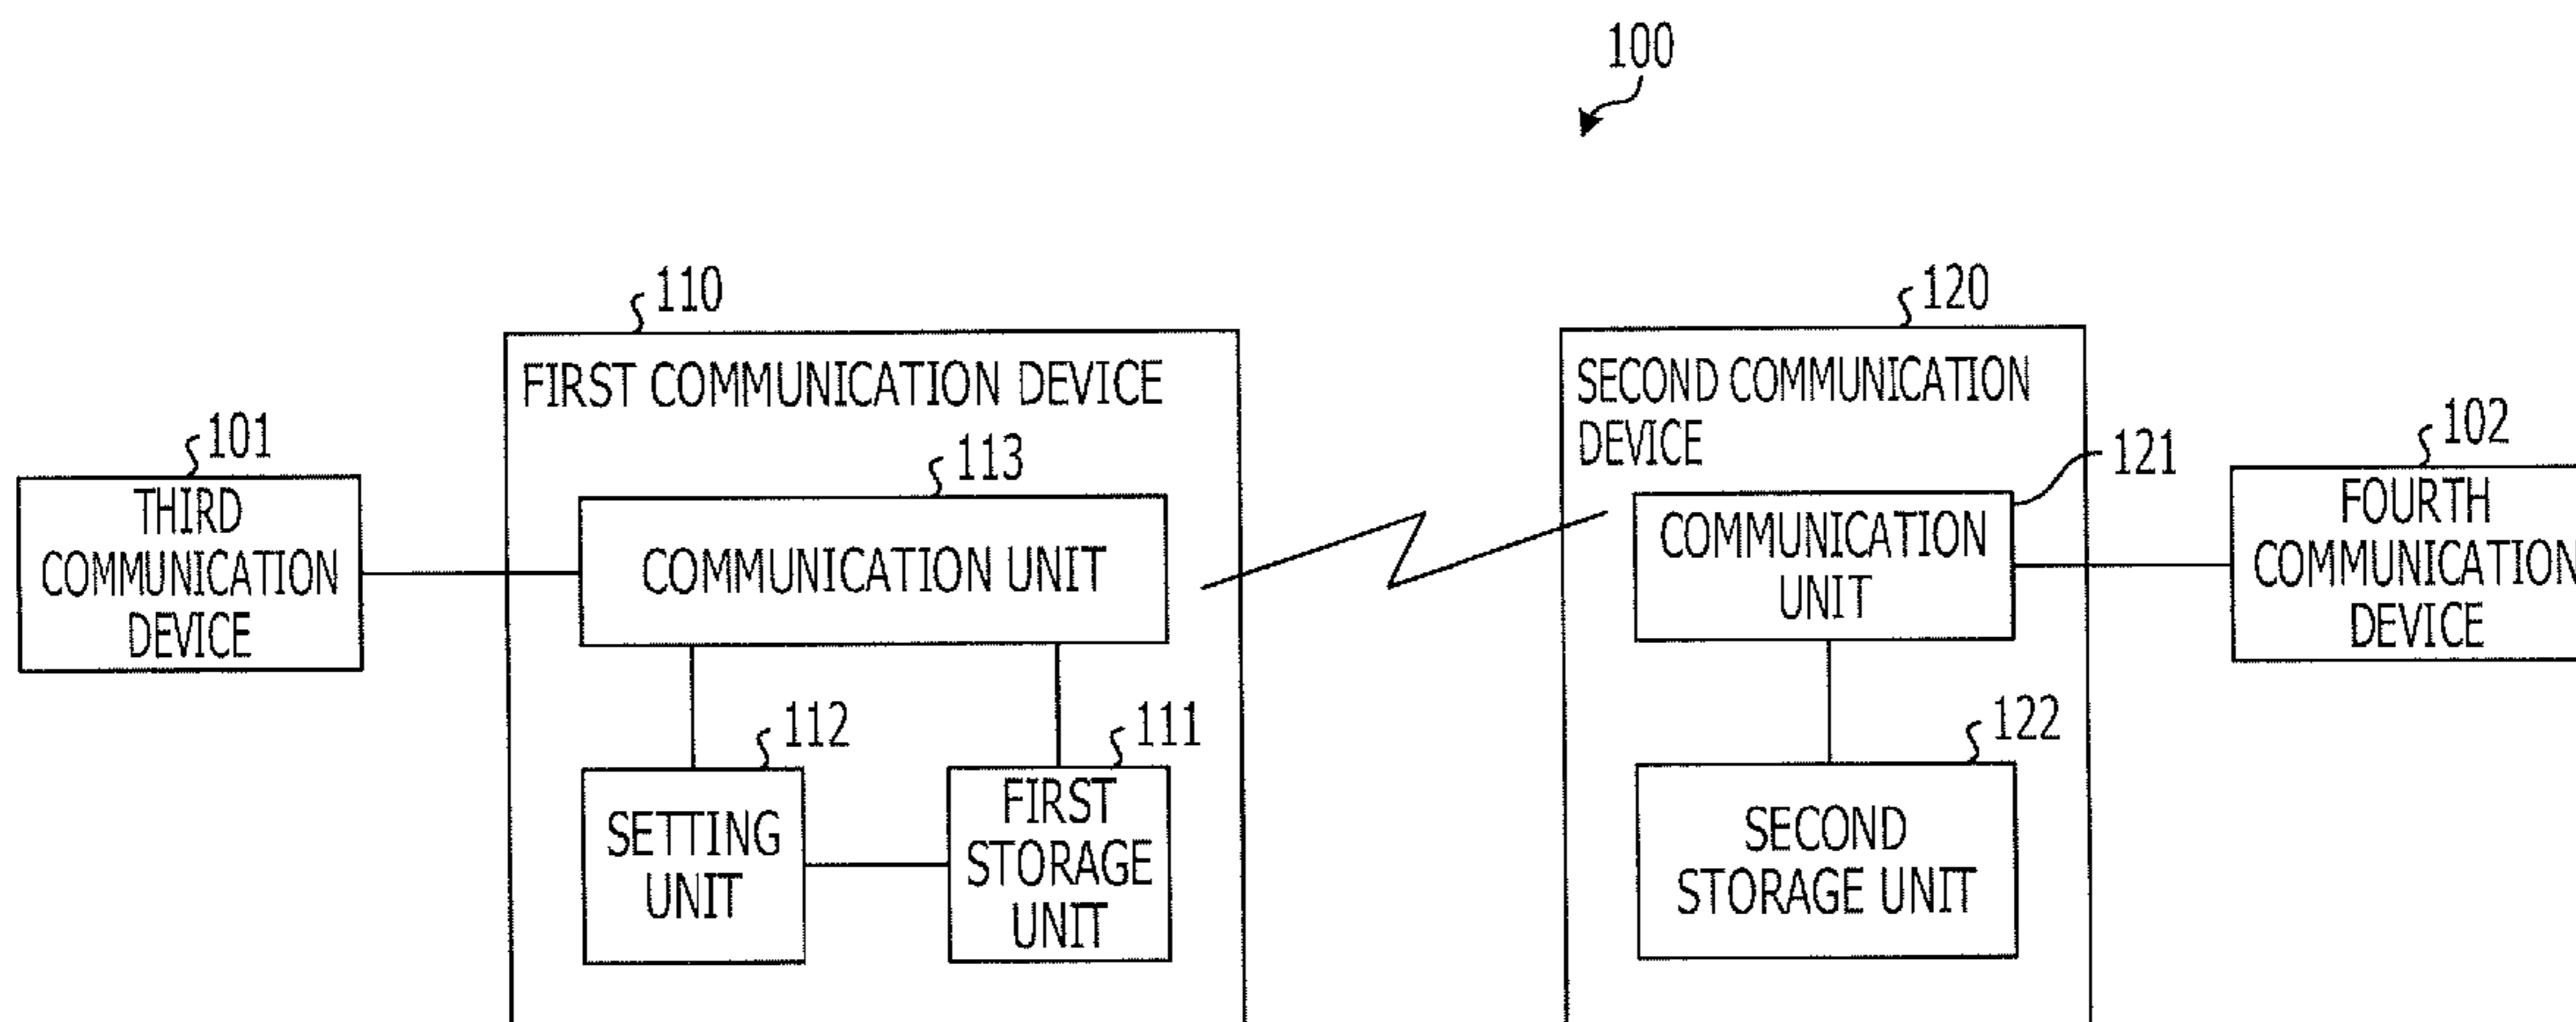 100
110
FIRST COMMUNICATION DEVICE
120
SECOND COMMUNICATION
DEVICE
101
THIRD
COMMUNICATION
DEVICE
113
COMMUNICATION UNIT
121
COMMUNICATION
UNIT
102
FOURTH
COMMUNICATION
DEVICE
112
SETTING
UNIT
111
FIRST
STORAGE
UNIT
122
SECOND
STORAGE UNIT